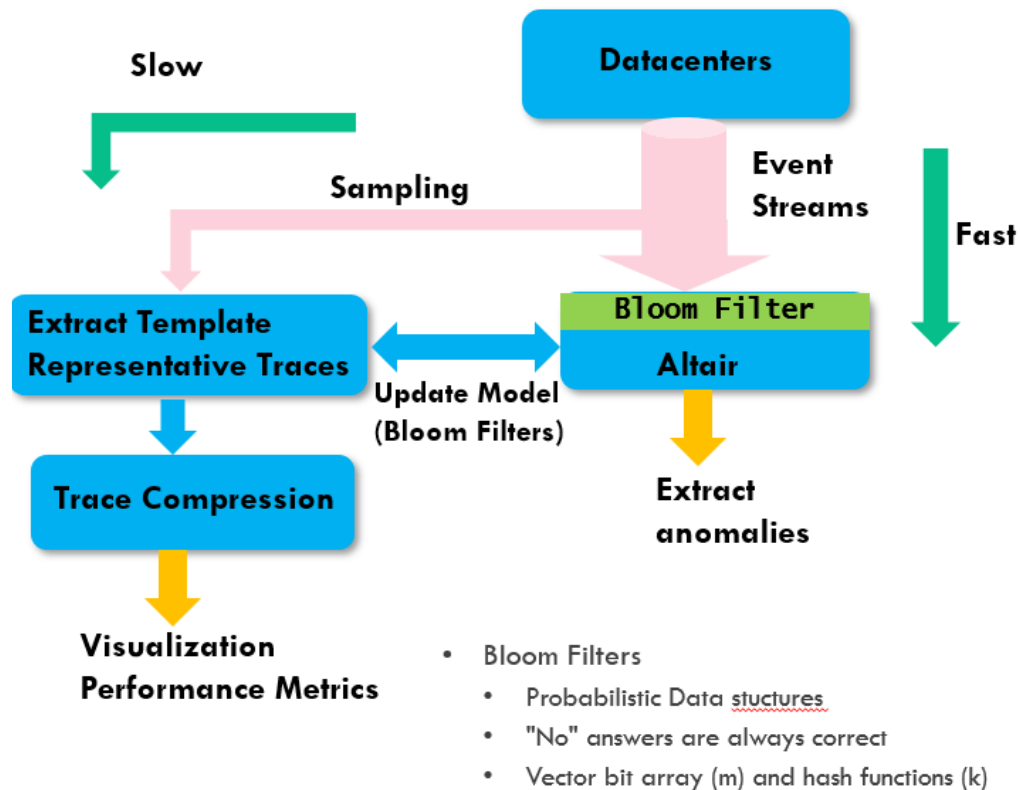 Slow
Datacenters
Event
Streams
Sampling
Fast
Extract Template
Representative Traces
Bloom Filter
Altair
Update Model
(Bloom Filters)
Trace Compression
Extract
anomalies
Visualization
Performance Metrics
• Bloom Filters
• Probabilistic Data stuctures
• "No" answers are always correct
• Vector bit array (m) and hash functions (k)